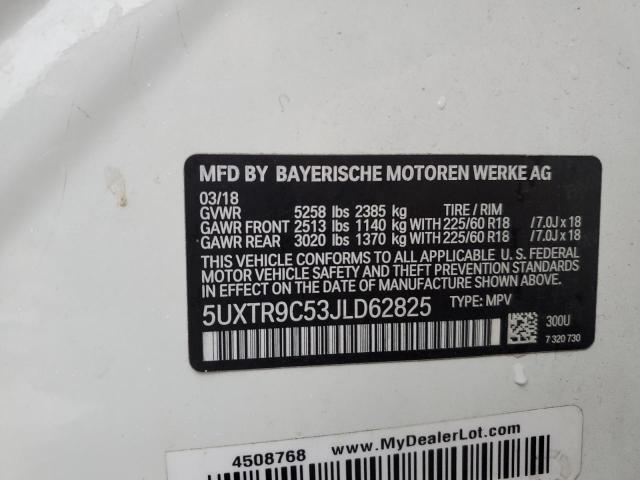 MFD BY BAYERISCHE MOTOREN WERKE AG
03/18
GVWR 5258 lbs 2385 kg TIRE / RIM
GAWR FRONT 2513 lbs 1140 kg WITH 225/60 R18 /7.0J x 18
GAWR REAR 3020 lbs 1370 kg WITH 225/60 R18 /7.0J x 18
THIS VEHICLE CONFORMS TO ALL APPLICABLE U. S. FEDERAL
MOTOR VEHICLE SAFETY AND THEFT PREVENTION STANDARDS
IN EFFECT ON THE DATE OF MANUFACTURE SHOWN ABOVE.
5UXTR9C53JLD62825 TYPE: MPV
300U
7 320 730
4508768 www.MyDealerLot.com